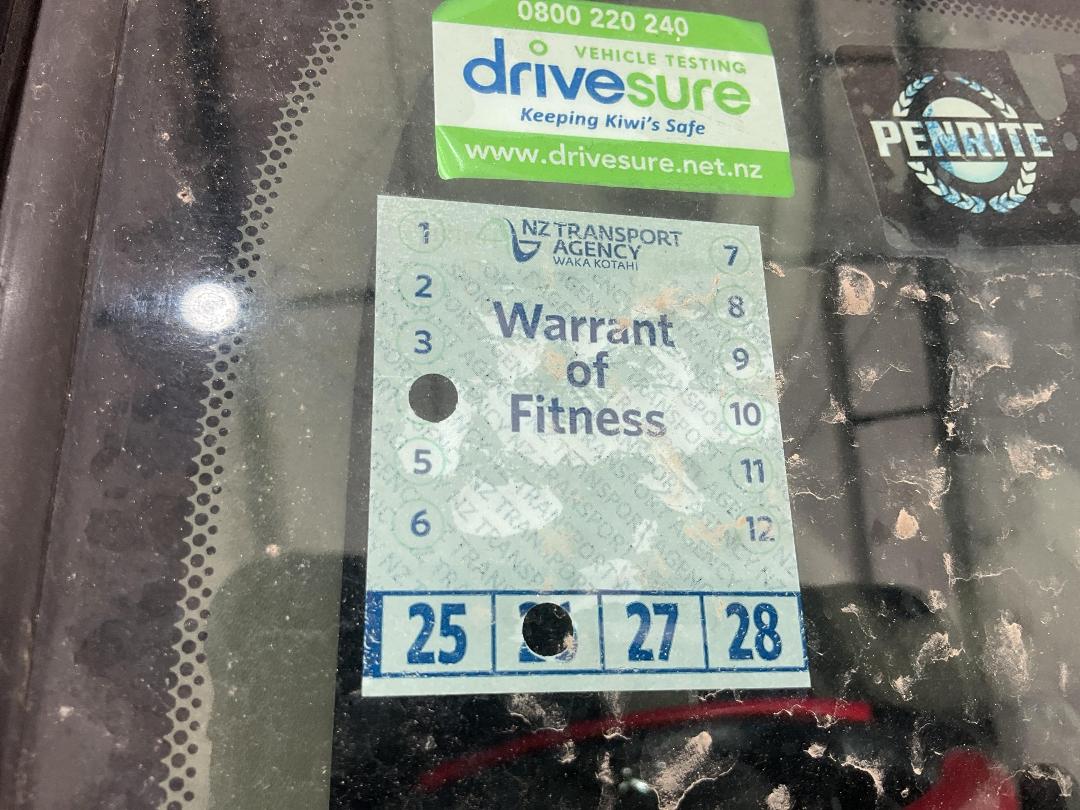 0800 220 240
VEHICLE TESTING
drivesure
Keeping Kiwi's Safe
www.drivesure.net.nz
PENRITE
NZ TRANSPORT
AGENCY
WAKA KOTAHI
1
2
3
5
6
Warrant
of
Fitness
7
8
9
10
11
12
25
27
28